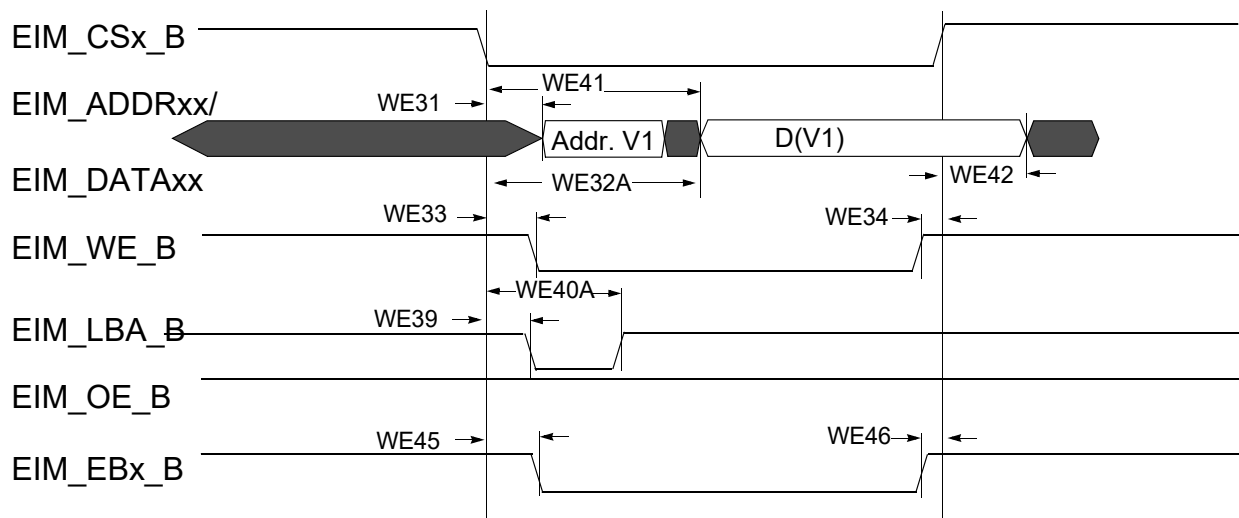 EIM_CSx_B
WE41
EIM_ADDRxx/
WE31
Addr. V1
D(V1)
EIM_DATAxx
WE32A
WE42
WE33
WE34
EIM_WE_B
WE40A
WE39
EIM_LBA_B
EIM_OE_B
WE45
WE46
EIM_EBx_B